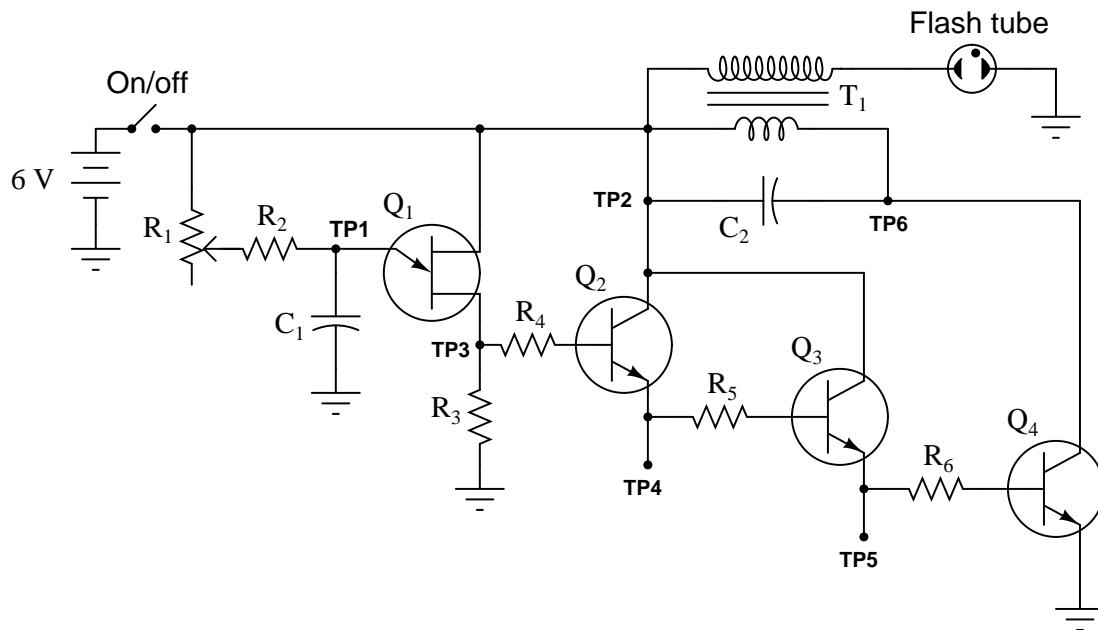 Flash tube
On/off
T1
6 V
R1
R2
TP1
Q1
TP2
C2
TP6
C1
TP3
R4
Q2
R3
R5
Q3
TP4
R6
Q4
TP5